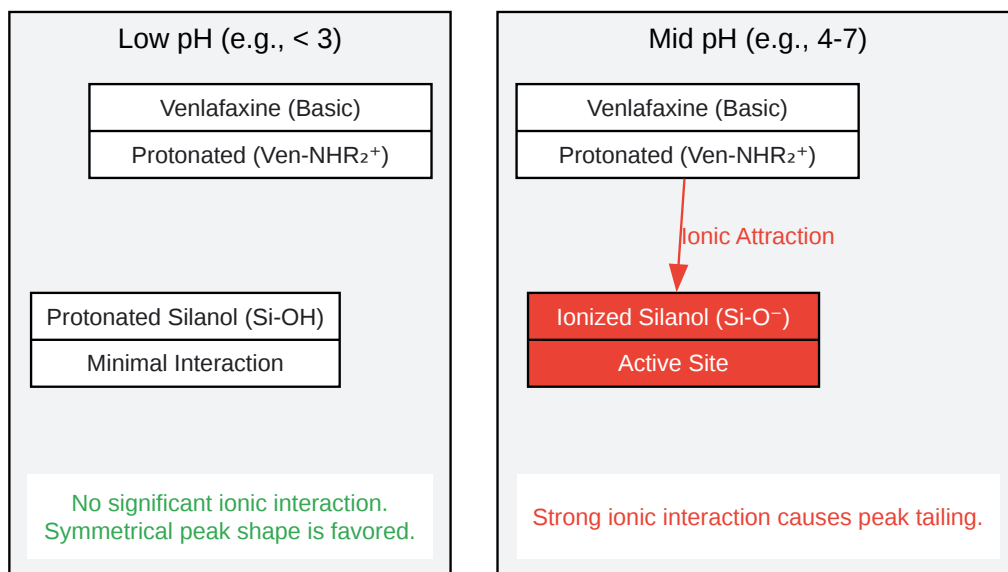 Low pH (e.g., < 3)
Venlafaxine (Basic)
Protonated (Ven-NHR₂⁺)
Protonated Silanol (Si-OH)
Minimal Interaction
No significant ionic interaction.
Symmetrical peak shape is favored.
Mid pH (e.g., 4-7)
Venlafaxine (Basic)
Protonated (Ven-NHR₂⁺)
Ionic Attraction
Ionized Silanol (Si-O⁻)
Active Site
Strong ionic interaction causes peak tailing.